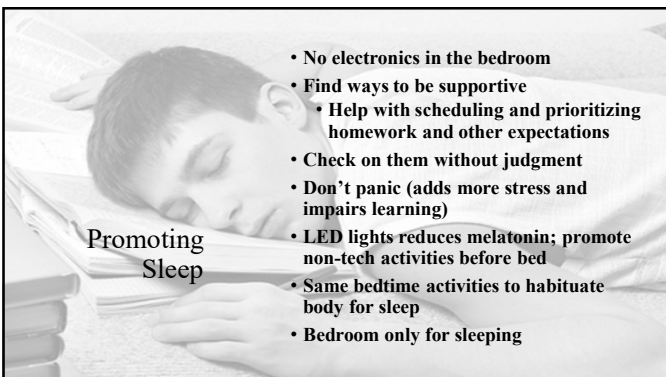 Promoting
Sleep
• No electronics in the bedroom
• Find ways to be supportive
• Help with scheduling and prioritizing
homework and other expectations
• Check on them without judgment
• Don’t panic (adds more stress and
impairs learning)
• LED lights reduces melatonin; promote
non-tech activities before bed
• Same bedtime activities to habituate
body for sleep
• Bedroom only for sleeping